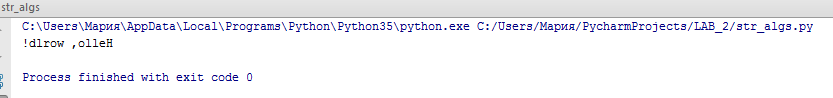 str_algs
C:\Users\Мария\AppData\Local\Programs\Python\Python35\python.exe C:/Users/Мария/PycharmProjects/LAB_2/str_algs.py
!dlrow ,olleH
Process finished with exit code 0